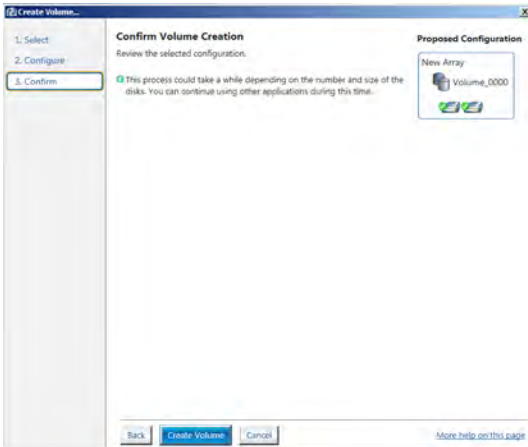 Create Volume...
1. Select
2. Configure
3. Confirm
Confirm Volume Creation
Review the selected configuration.
This process could take a while depending on the number and size of the
disks. You can continue using other applications during this time.
Proposed Configuration
New Array
Volume_0000
Back
Create Volume
Cancel
More help on this page